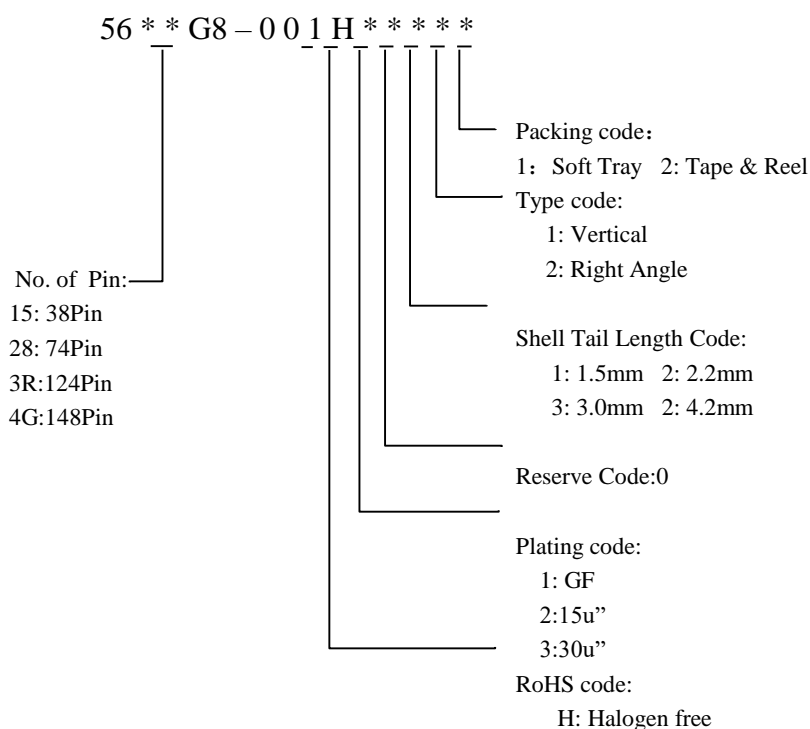 56 * * G8 – 0 0 1 H * * * * *
Packing code：
1：Soft Tray 2: Tape & Reel
Type code:
1: Vertical
2: Right Angle
No. of Pin:
15: 38Pin
28: 74Pin
3R:124Pin
4G:148Pin
Shell Tail Length Code:
1: 1.5mm 2: 2.2mm
3: 3.0mm 2: 4.2mm
Reserve Code:0
Plating code:
1: GF
2:15u”
3:30u”
RoHS code:
H: Halogen free